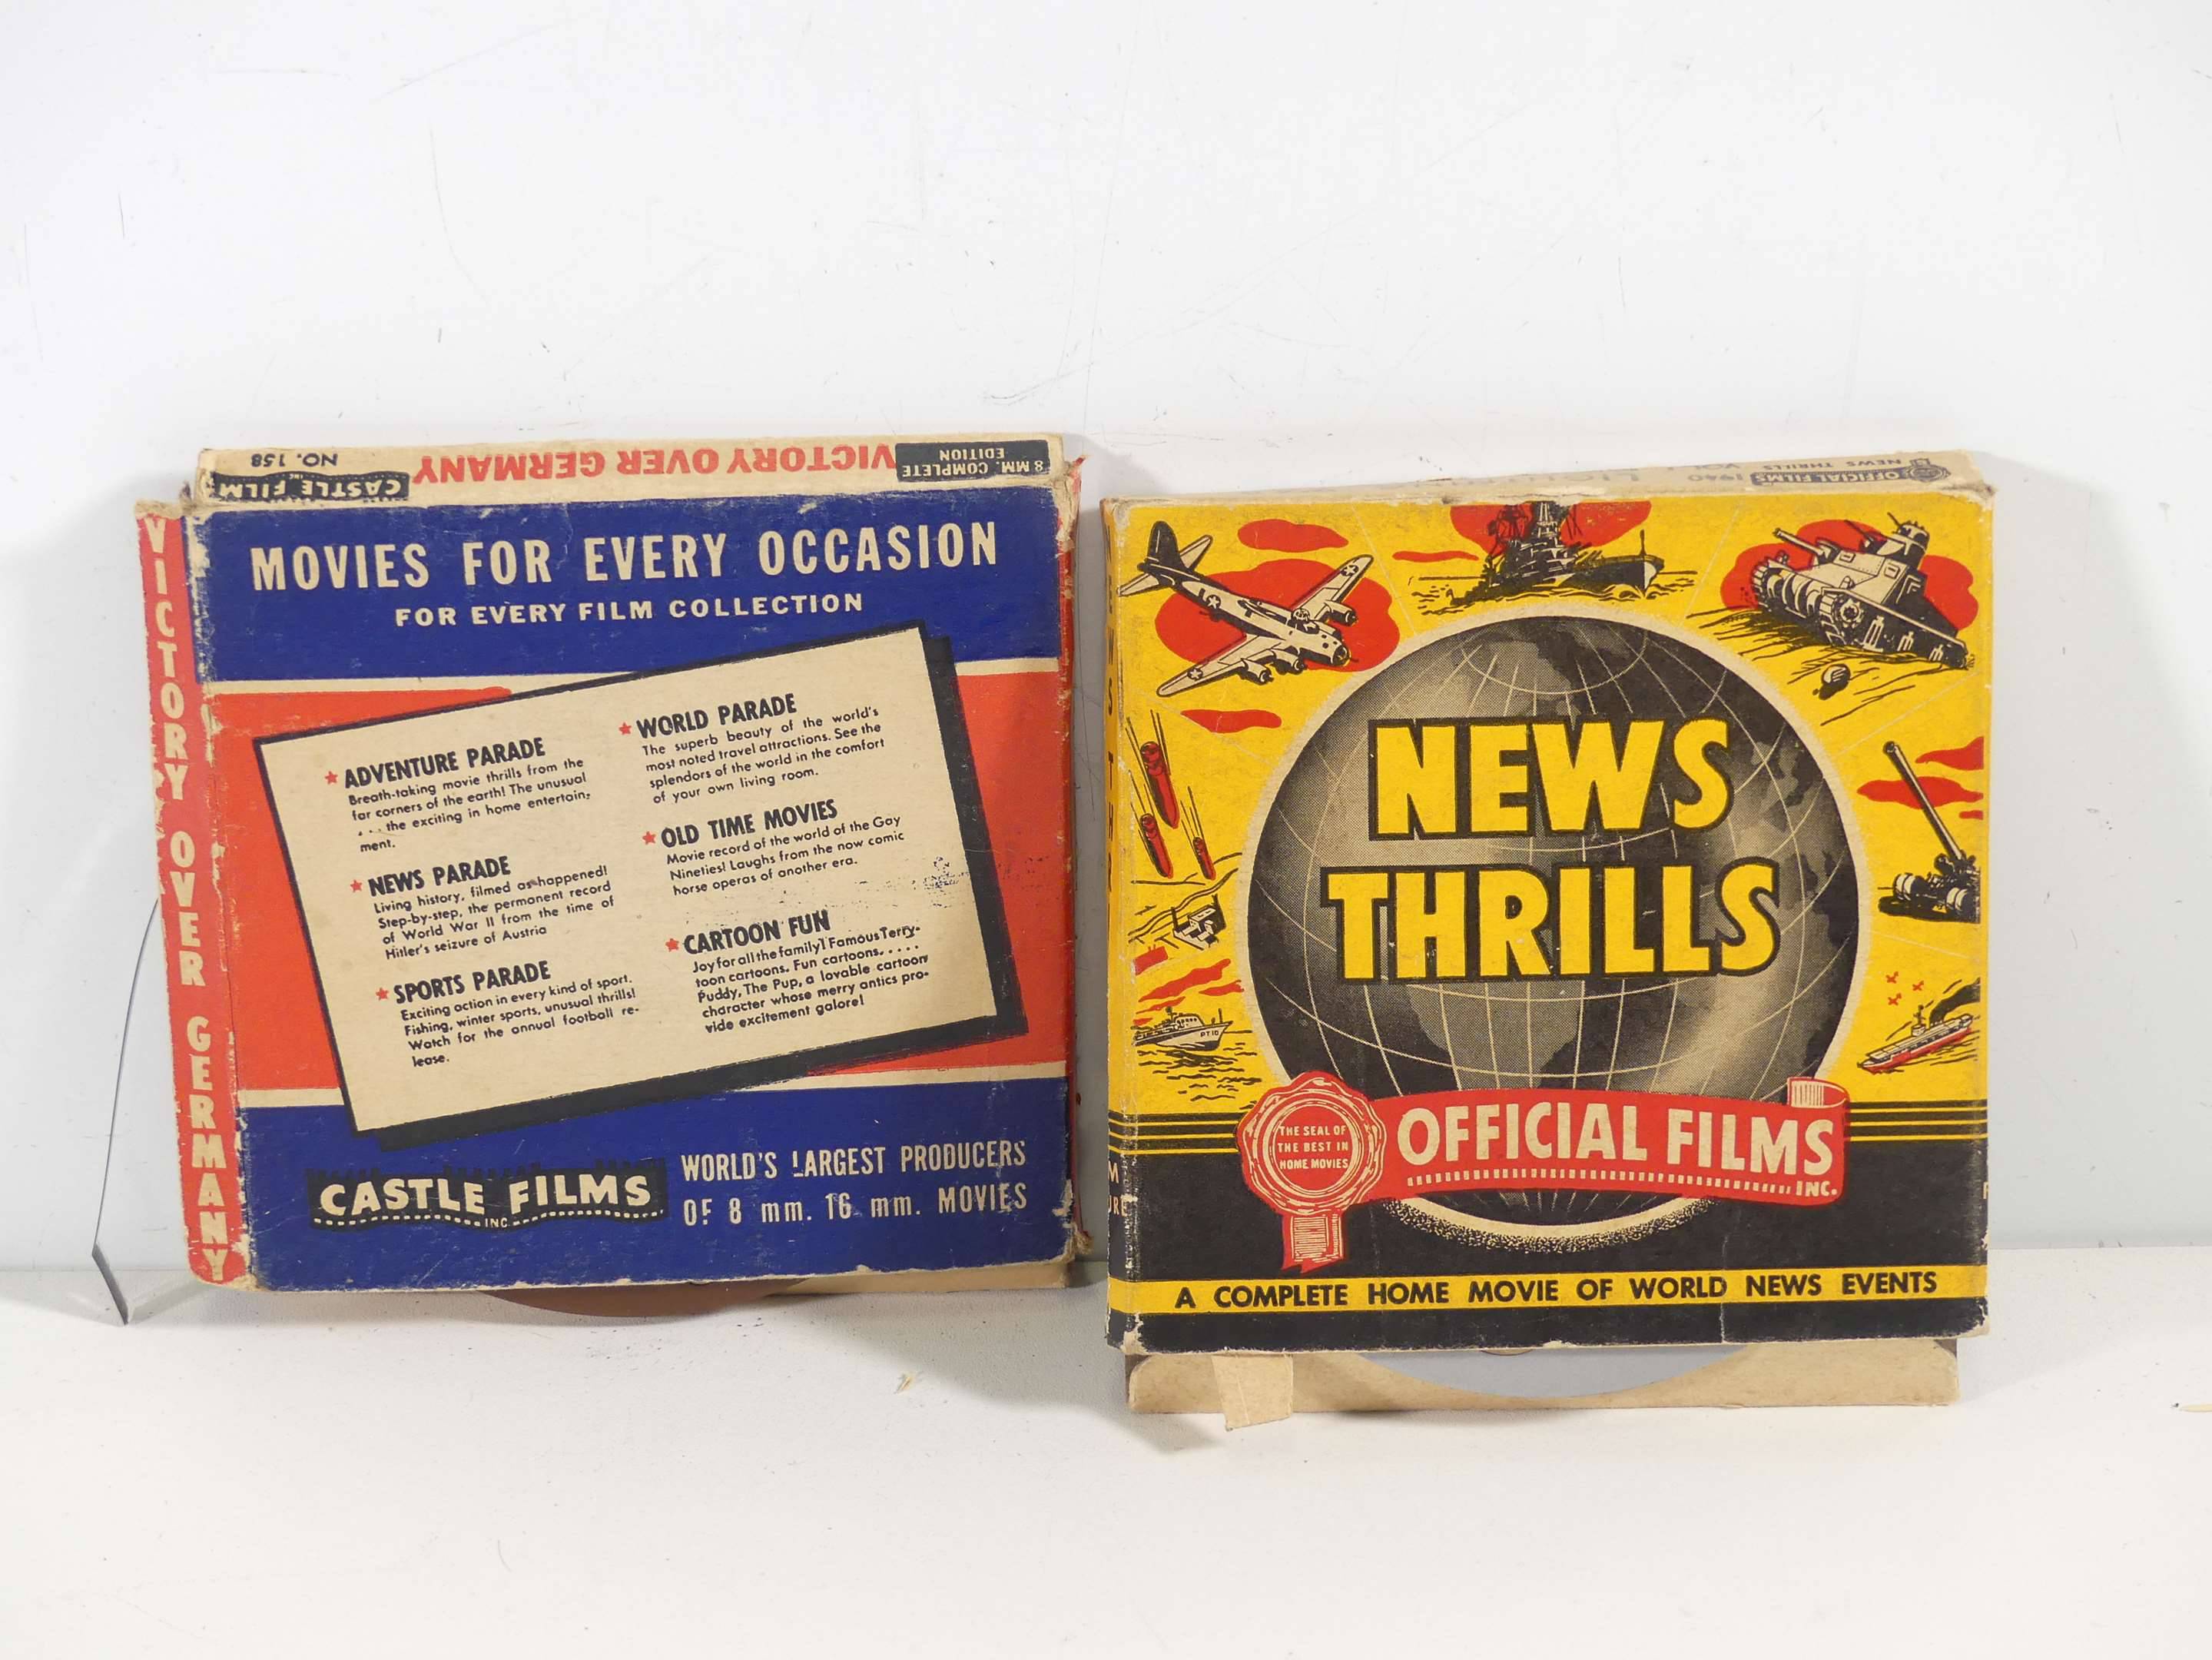 NO. 158
CASTLE FILM
INC
VICTORY OVER GERMANY
8 MM. COMPLETE
EDITION
VICTORY OVER GERMANY
MOVIES FOR EVERY OCCASION
FOR EVERY FILM COLLECTION
★ ADVENTURE PARADE
Breath-taking movie thrills from the
far corners of the earth! The unusual
. . . the exciting in home entertain-
ment.
★ NEWS PARADE
Living history, filmed as happened!
Step-by-step, the permanent record
of World War II from the time of
Hitler's seizure of Austria
★ SPORTS PARADE
Exciting action in every kind of sport.
Fishing, winter sports, unusual thrills!
Watch for the annual football re-
lease.
★ WORLD PARADE
The superb beauty of the world's
most noted travel attractions. See the
splendors of the world in the comfort
of your own living room.
★ OLD TIME MOVIES
Movie record of the world of the Gay
Nineties! Laughs from the now comic
horse operas of another era.
★ CARTOON FUN
Joy for all the family! Famous Terry-
toon cartoons. Fun cartoons. . . . .
Puddy, The Pup, a lovable cartoon
character whose merry antics pro-
vide excitement galore!
CASTLE FILMS
INC
WORLD'S LARGEST PRODUCERS
OF 8 mm. 16 mm. MOVIES
OFFICIAL FILMS
NEWS THRILLS
1940
VOL
NEWS
THRILLS
PT 10
THE SEAL OF
THE BEST IN
HOME MOVIES
OFFICIAL FILMS
INC.
A COMPLETE HOME MOVIE OF WORLD NEWS EVENTS